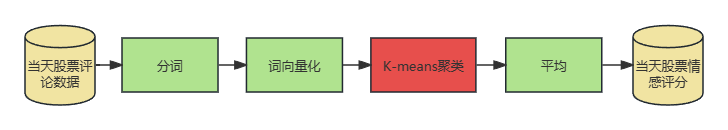 当天股票评
论数据
分词
词向量化
K-means聚类
平均
当天股票情
感评分